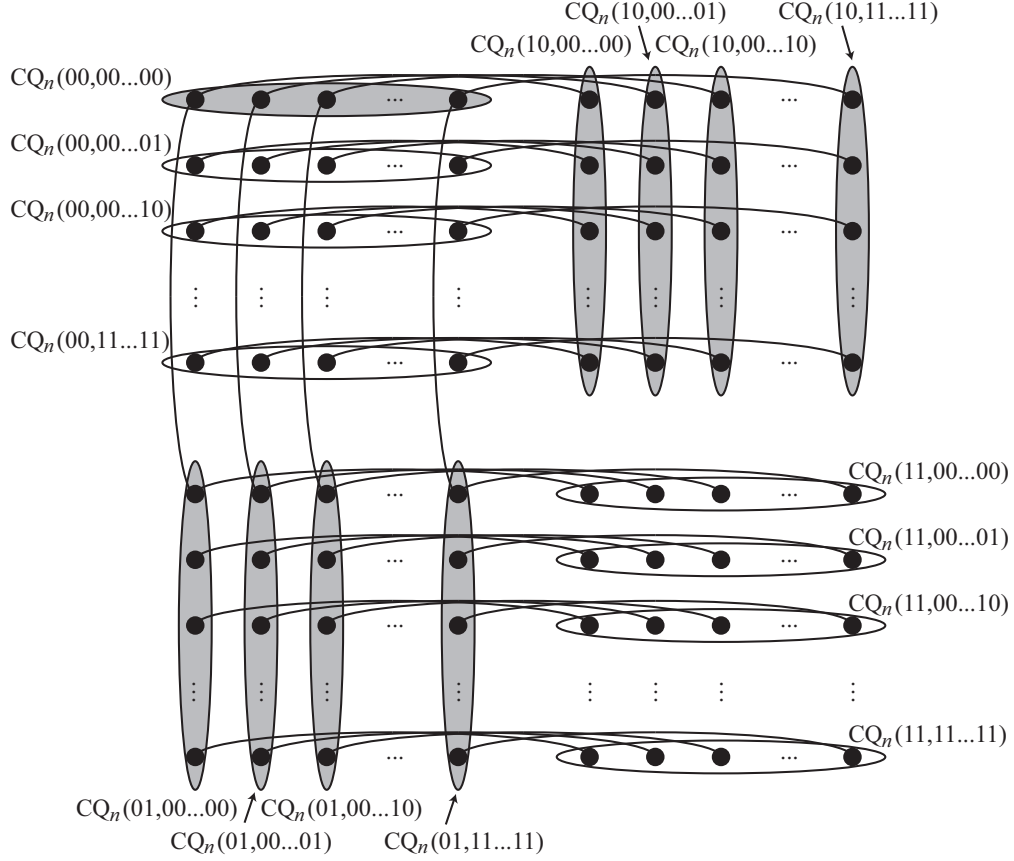 CQn(10,00...01)
CQn(10,11...11)
CQn(10,00...00)
CQn(10,00...10)
CQn(00,00...00)
...
...
CQn(00,00...01)
...
...
CQn(00,00...10)
...
...
CQn(00,11...11)
...
...
CQn(11,00...00)
...
...
CQn(11,00...01)
...
...
CQn(11,00...10)
...
...
CQn(11,11...11)
...
...
CQn(01,00...00)
CQn(01,00...10)
CQn(01,00...01)
CQn(01,11...11)